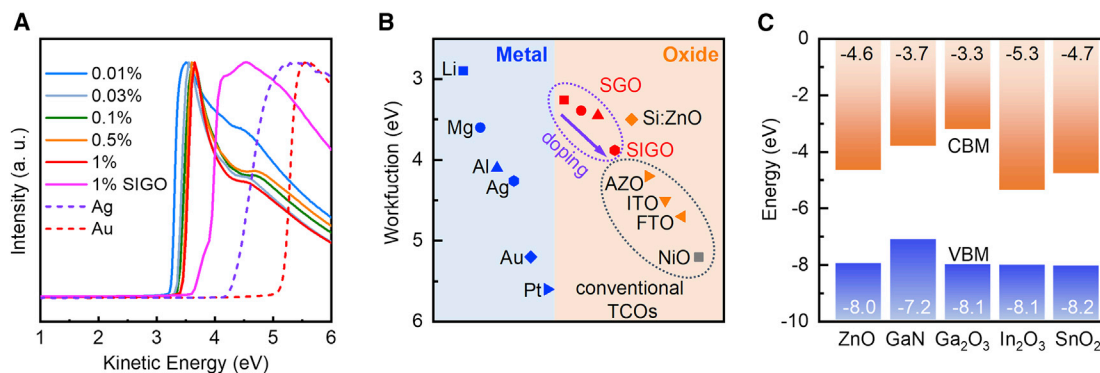 A
Intensity (a. u.)
0.01%
0.03%
0.1%
0.5%
1%
1% SIGO
Ag
Au
1 2 3 4 5 6
Kinetic Energy (eV)
B
Workfuction (eV)
3
4
5
6
Metal
Oxide
Li
Mg
Al
Ag
Au
Pt
SGO
Si:ZnO
doping
SIGO
AZO
ITO
FTO
NiO
conventional
TCOs
C
Energy (eV)
0
-2
-4
-6
-8
-10
-4.6 -3.7 -3.3 -5.3 -4.7
CBM
VBM
-8.0 -7.2 -8.1 -8.1 -8.2
ZnO GaN Ga₂O₃ In₂O₃ SnO₂